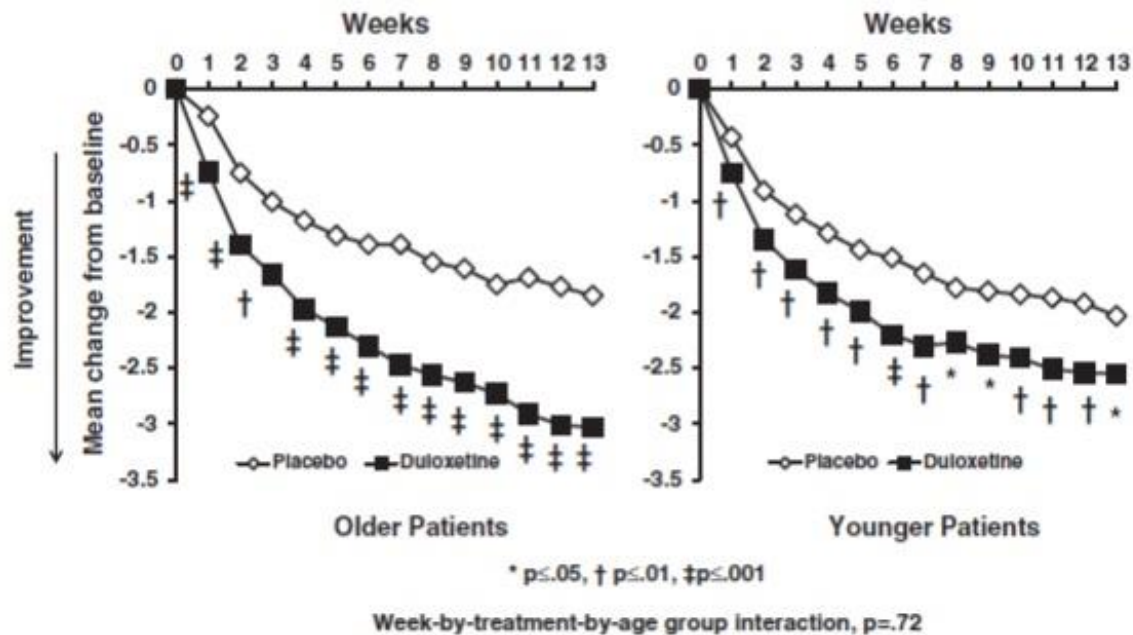 Weeks
0 1 2 3 4 5 6 7 8 9 10 11 12 13
0
-0.5
-1
-1.5
-2
-2.5
-3
-3.5
Improvement
Mean change from baseline
‡ ‡ † ‡ ‡ ‡ ‡ ‡ ‡ ‡ ‡ ‡ ‡
Placebo Duloxetine
Older Patients
Weeks
0 1 2 3 4 5 6 7 8 9 10 11 12 13
0
-0.5
-1
-1.5
-2
-2.5
-3
-3.5
† † † † † ‡ † * * † † † *
Placebo Duloxetine
Younger Patients
* p≤.05, † p≤.01, ‡p≤.001
Week-by-treatment-by-age group interaction, p=.72